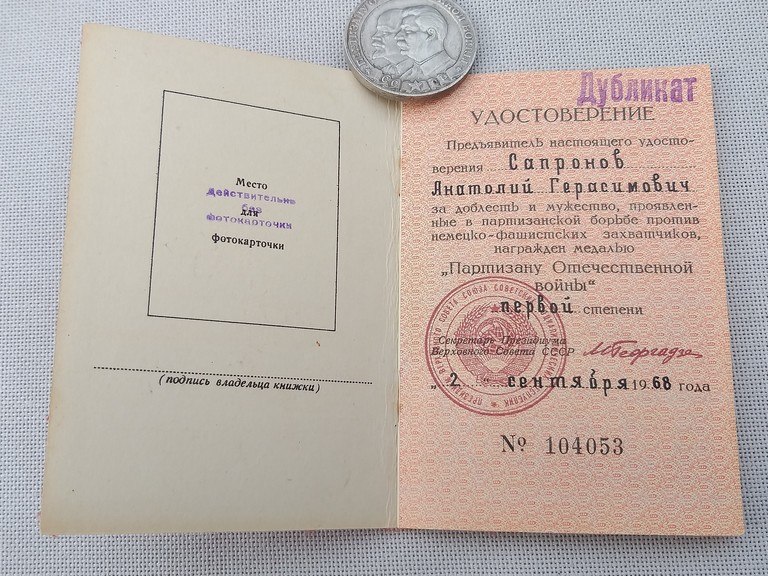 Место
Действительно
без
для
фотокарточки
фотокарточки
(подпись владельца книжки)
Дубликат
УДОСТОВЕРЕНИЕ
Предъявитель настоящего удосто-
верения Сапронов
Анатолий Герасимович
за доблесть и мужество, проявлен-
ные в партизанской борьбе против
немецко-фашистских захватчиков,
награжден медалью
„Партизану Отечественной
войны“
первой степени
Секретарь Президиума
Верховного Совета СССР М. Георгадзе
„2“ сентября 1968 года
№ 104053